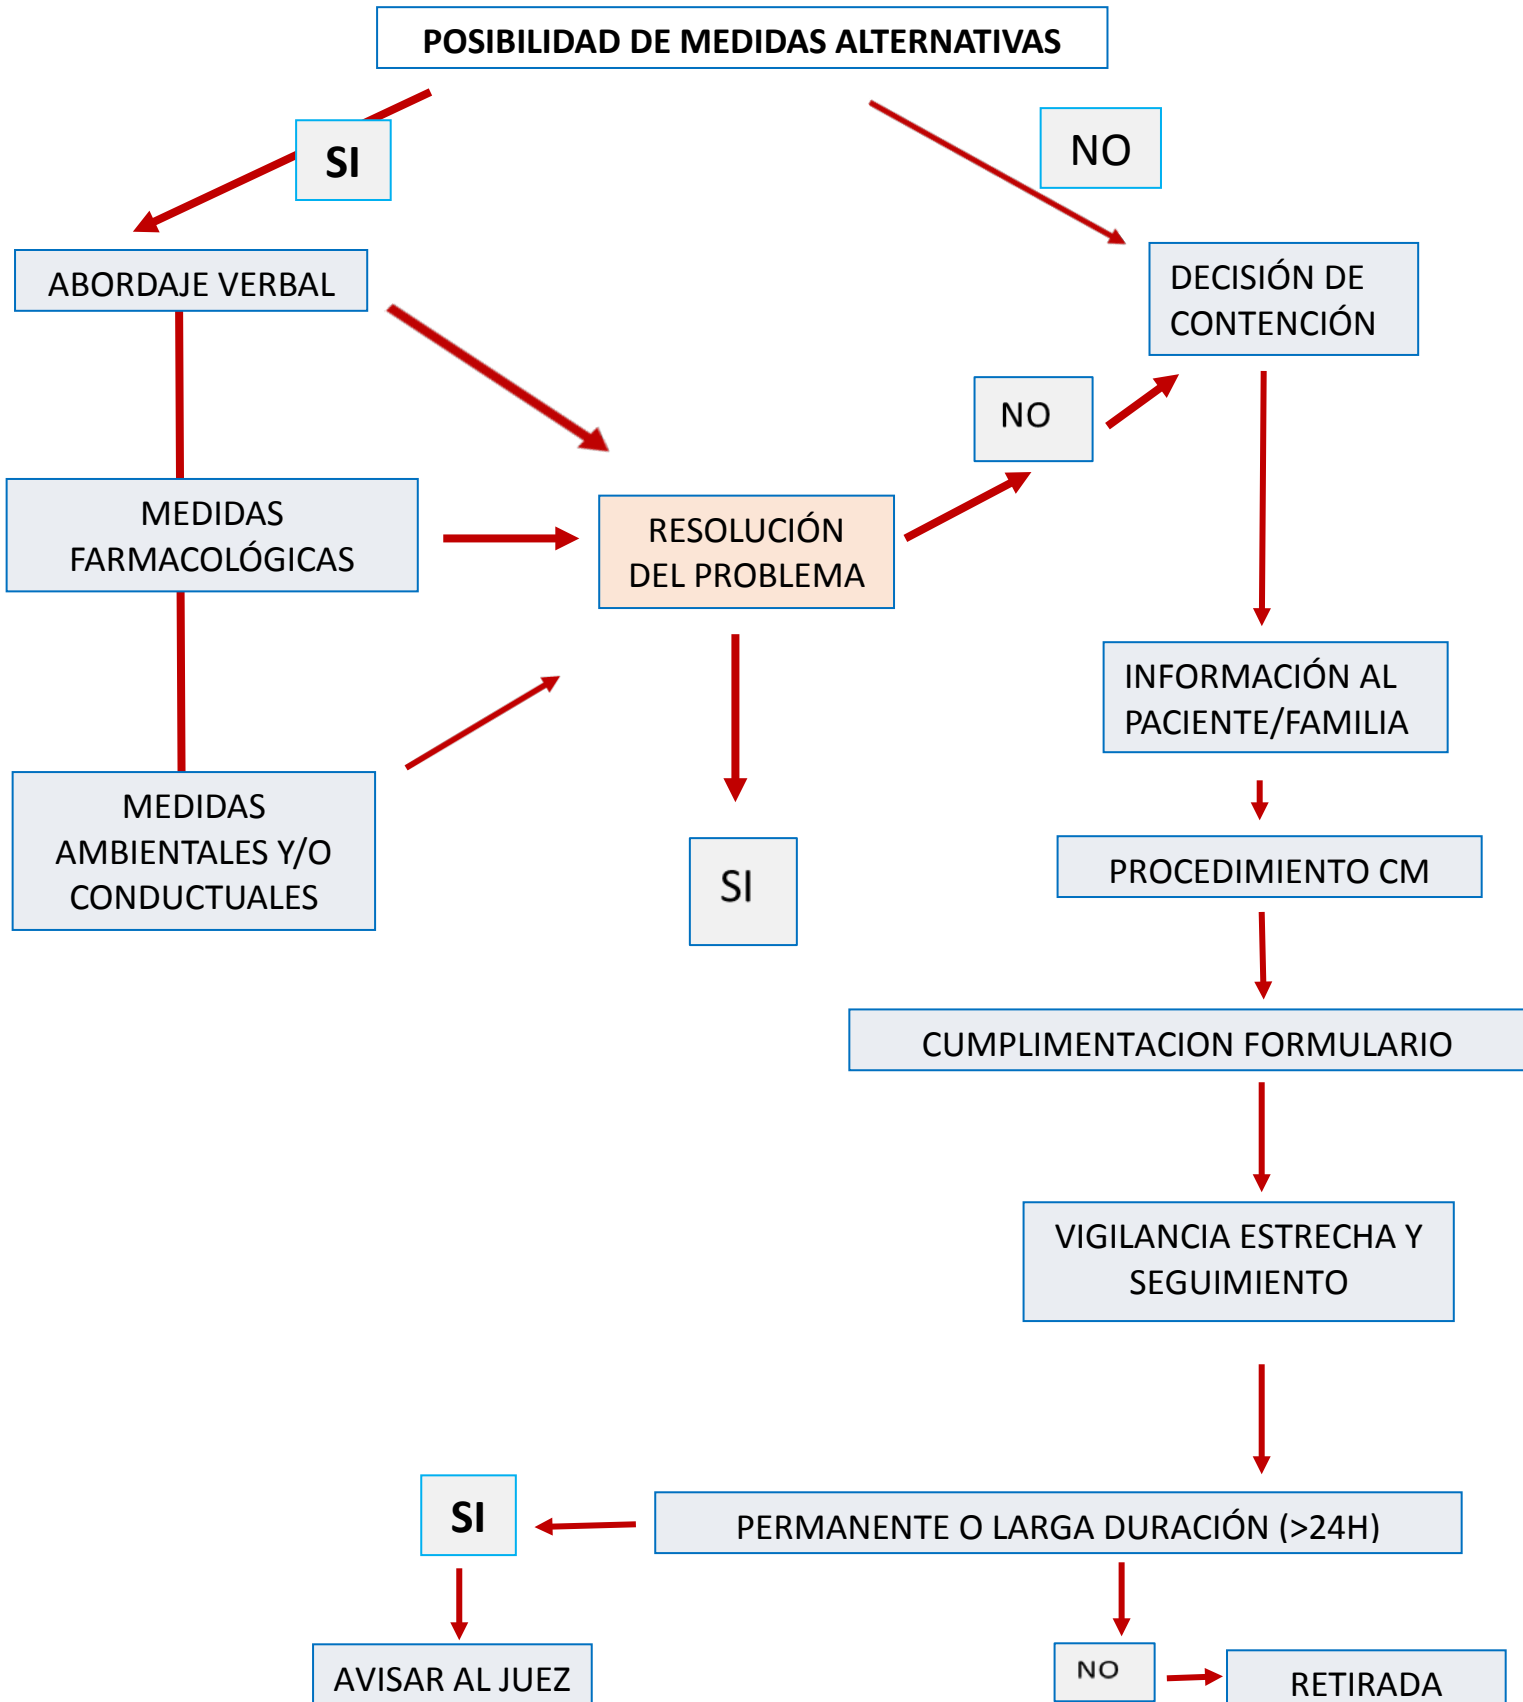 POSIBILIDAD DE MEDIDAS ALTERNATIVAS
SI
NO
ABORDAJE VERBAL
DECISIÓN DE
CONTENCIÓN
NO
MEDIDAS
FARMACOLÓGICAS
RESOLUCIÓN
DEL PROBLEMA
INFORMACIÓN AL
PACIENTE/FAMILIA
MEDIDAS
AMBIENTALES Y/O
CONDUCTUALES
SI
PROCEDIMIENTO CM
CUMPLIMENTACION FORMULARIO
VIGILANCIA ESTRECHA Y
SEGUIMIENTO
SI
PERMANENTE O LARGA DURACIÓN (>24H)
AVISAR AL JUEZ
NO
RETIRADA